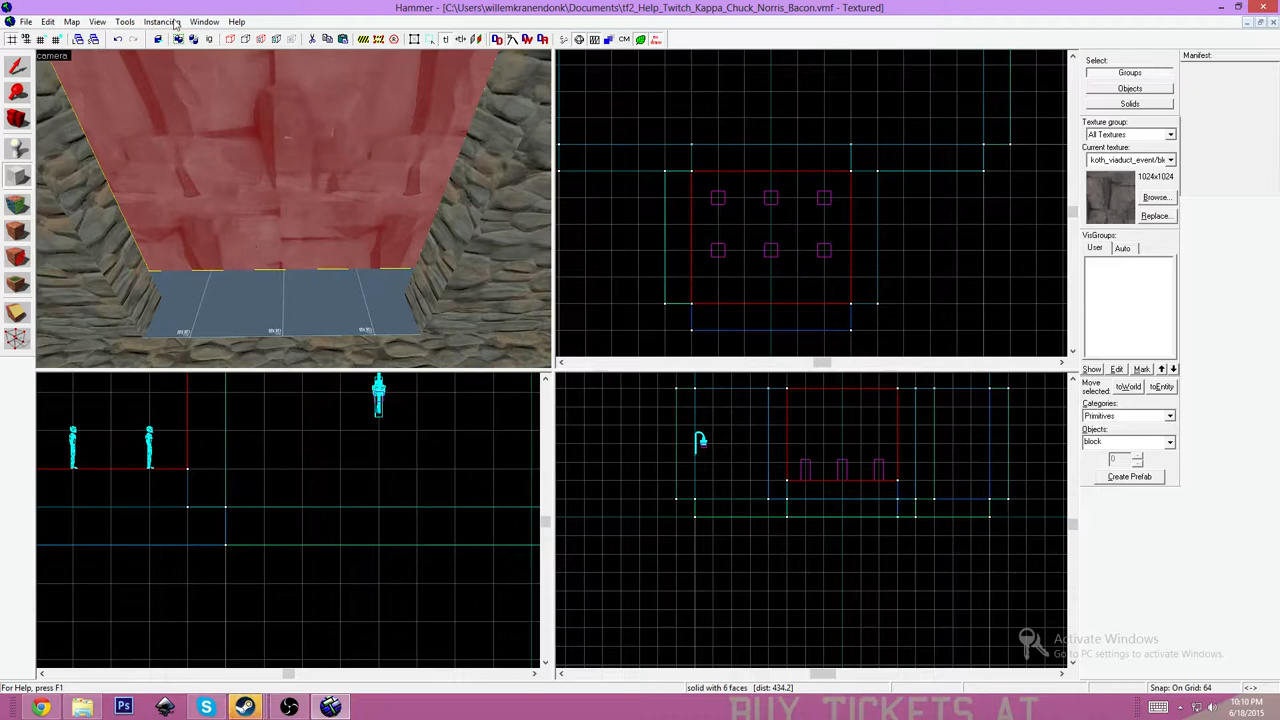 Hammer - [C:\Users\willemkranendonk\Documents\tf2_Help_Twitch_Kappa_Chuck_Norris_Bacon.vmf - Textured]
File Edit Map View Tools Instancing Window Help
CM
camera
Select:
Groups
Objects
Solids
Texture group:
All Textures
Current texture:
koth_viaduct_event/bl
1024x1024
Browse...
Replace...
VisGroups:
User Auto
Show Edit Mark
Move selected:
toWorld toEntity
Categories:
Primitives
Objects:
block
0
Create Prefab
Manifest:
Activate Windows
Go to PC settings to activate Windows.
For Help, press F1
solid with 6 faces [dist: 434.2]
Snap: On Grid: 64
<->
BUY TICKETS AT
10:10 PM
6/18/2015